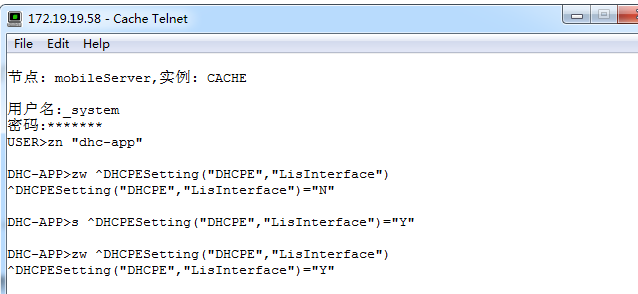 172.19.19.58 - Cache Telnet
File Edit Help
节点: mobileServer,实例: CACHE
用户名:_system
密码:*******
USER>zn "dhc-app"
DHC-APP>zw ^DHCPESetting("DHCPE","LisInterface")
^DHCPESetting("DHCPE","LisInterface")="N"
DHC-APP>s ^DHCPESetting("DHCPE","LisInterface")="Y"
DHC-APP>zw ^DHCPESetting("DHCPE","LisInterface")
^DHCPESetting("DHCPE","LisInterface")="Y"